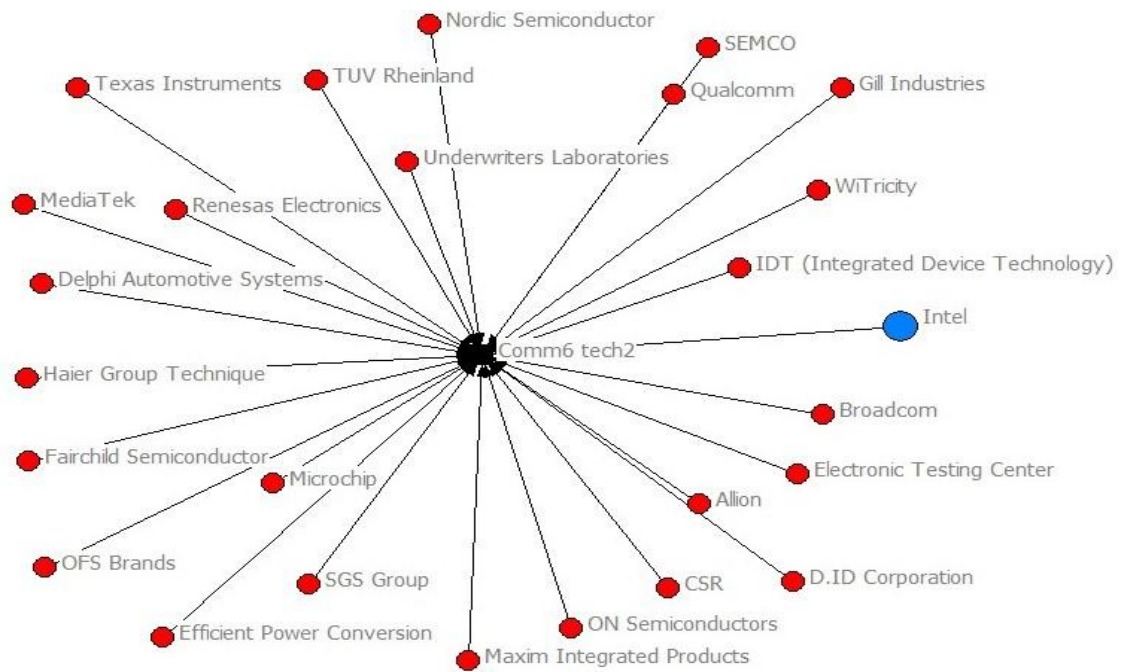 Nordic Semiconductor
SEMCO
Texas Instruments
TUV Rheinland
Qualcomm
Gill Industries
Underwriters Laboratories
MediaTek
Renesas Electronics
WiTricity
Delphi Automotive Systems
IDT (Integrated Device Technology)
Intel
Comm6 tech2
Haier Group Technique
Broadcom
Fairchild Semiconductor
Microchip
Electronic Testing Center
Allion
OFS Brands
SGS Group
CSR
D.ID Corporation
Efficient Power Conversion
ON Semiconductors
Maxim Integrated Products